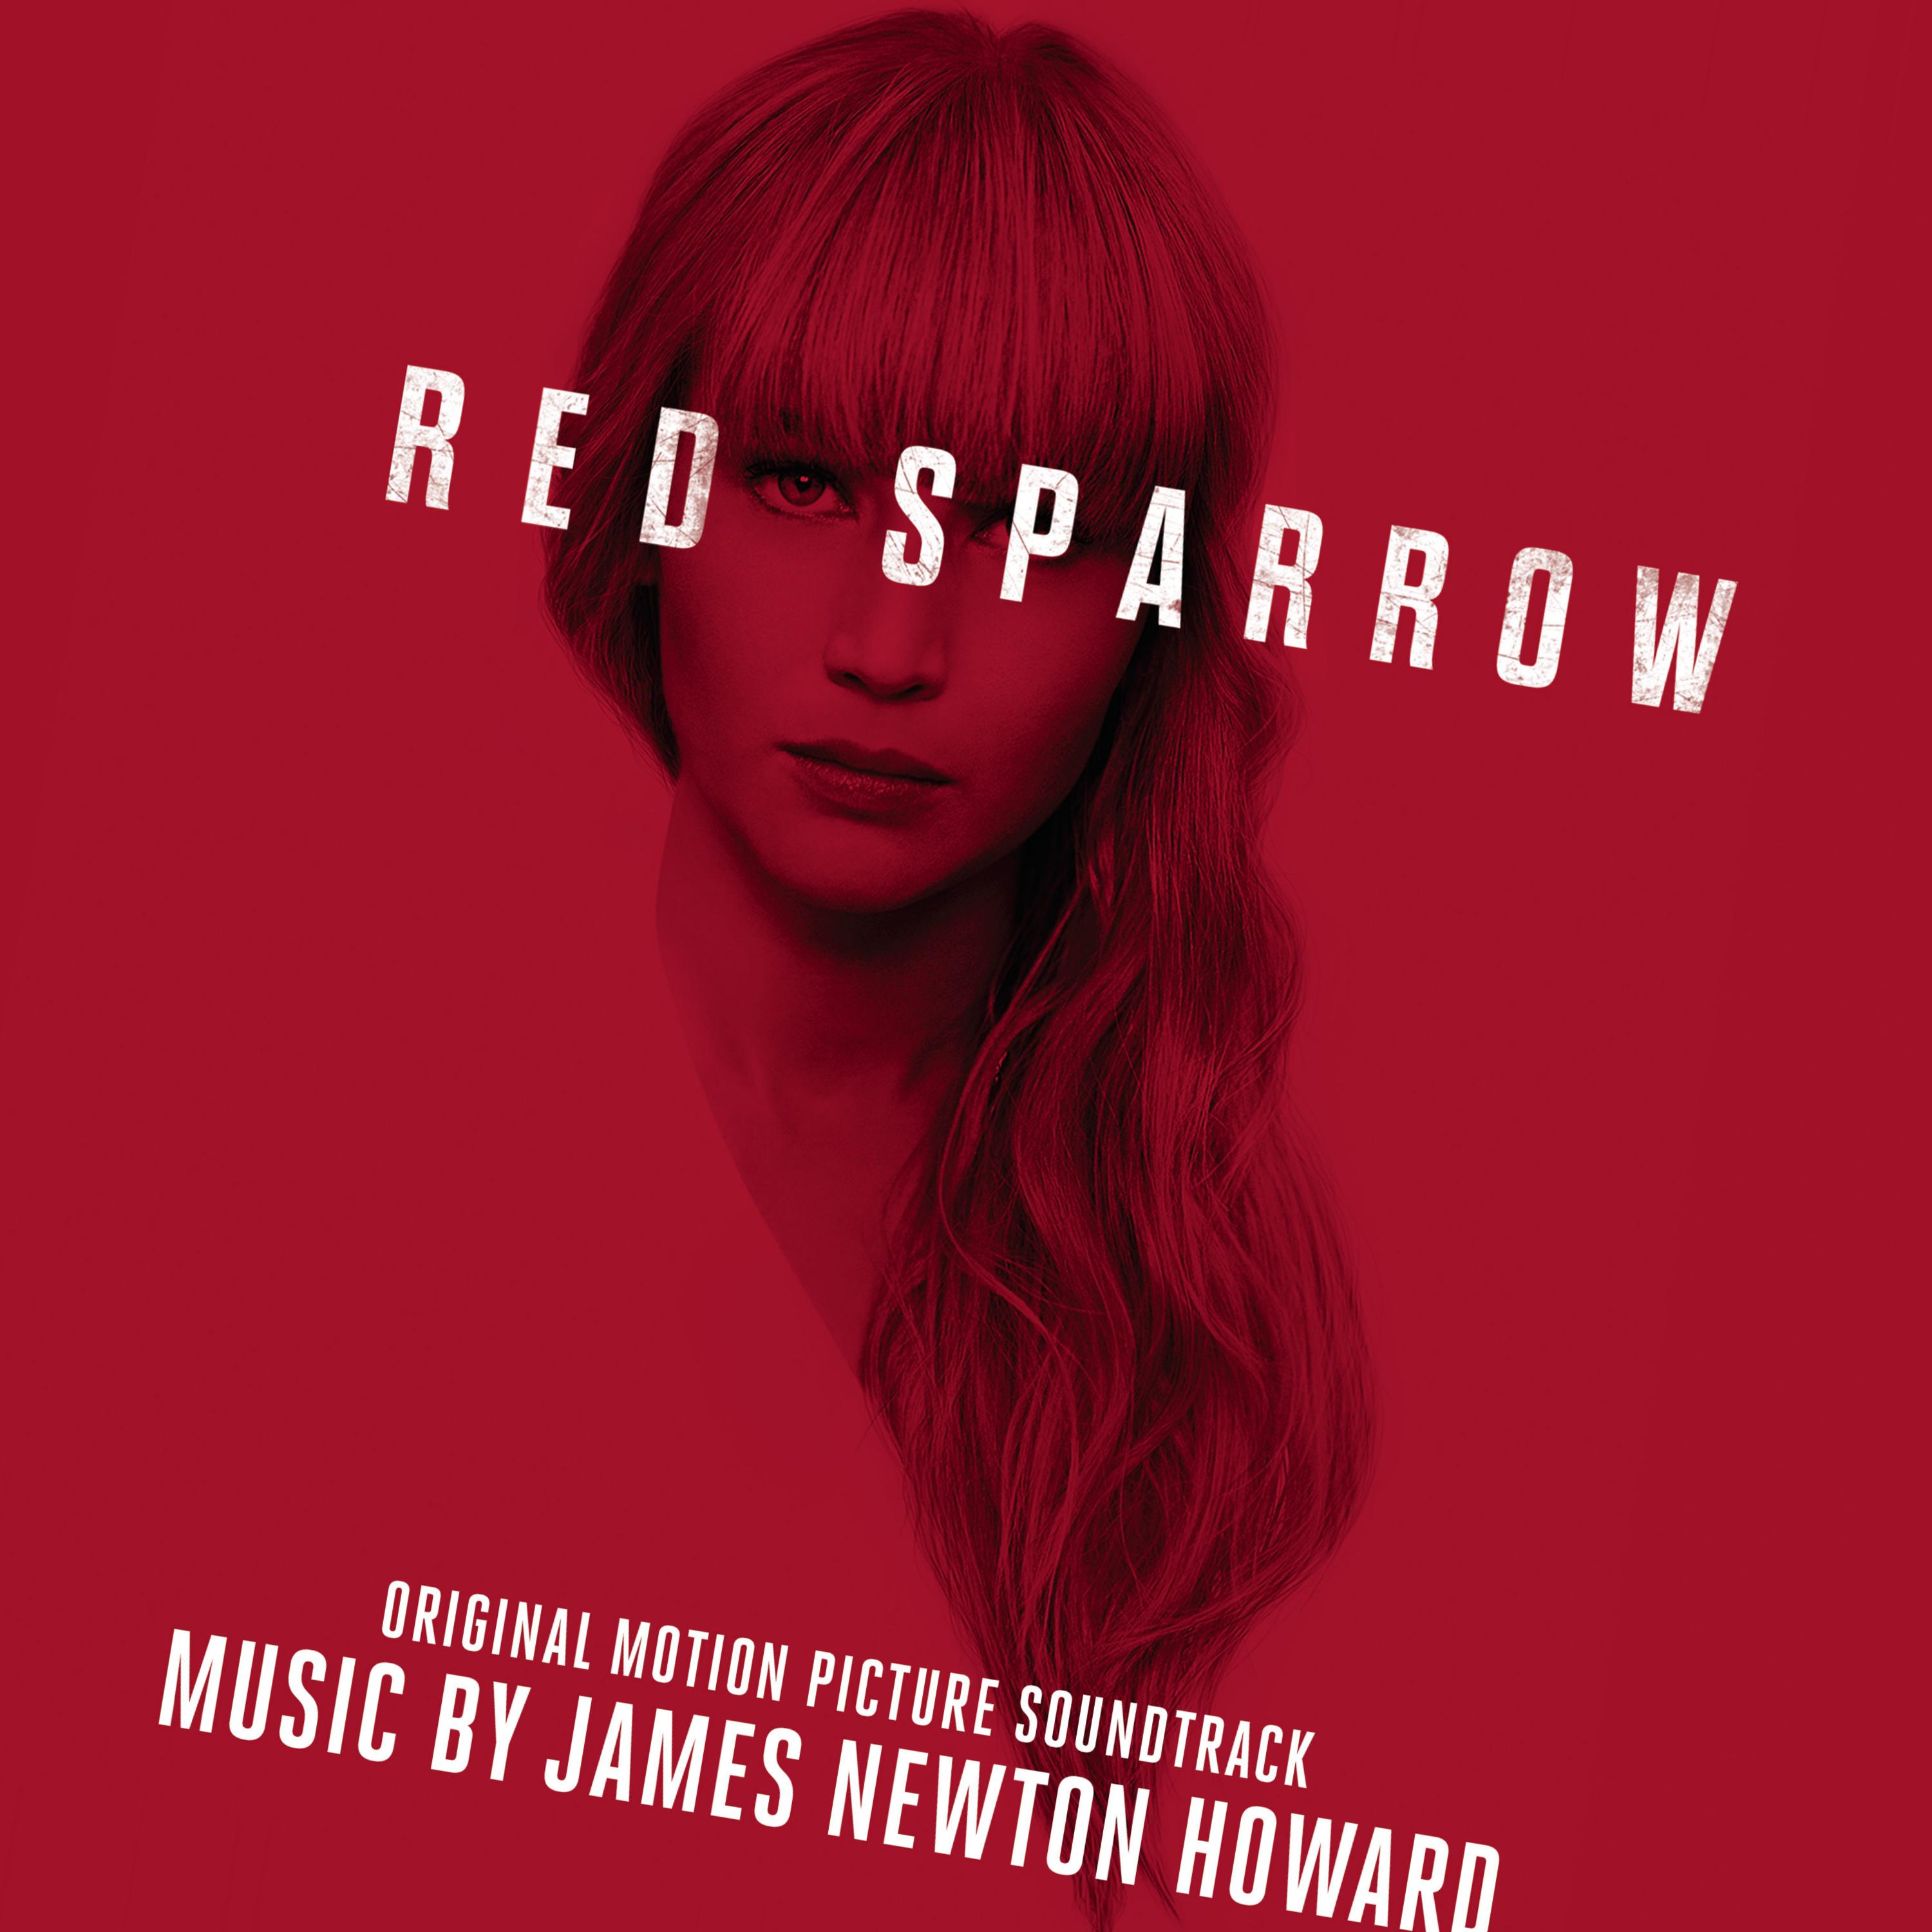 RED SPARROW
ORIGINAL MOTION PICTURE SOUNDTRACK
MUSIC BY JAMES NEWTON HOWARD